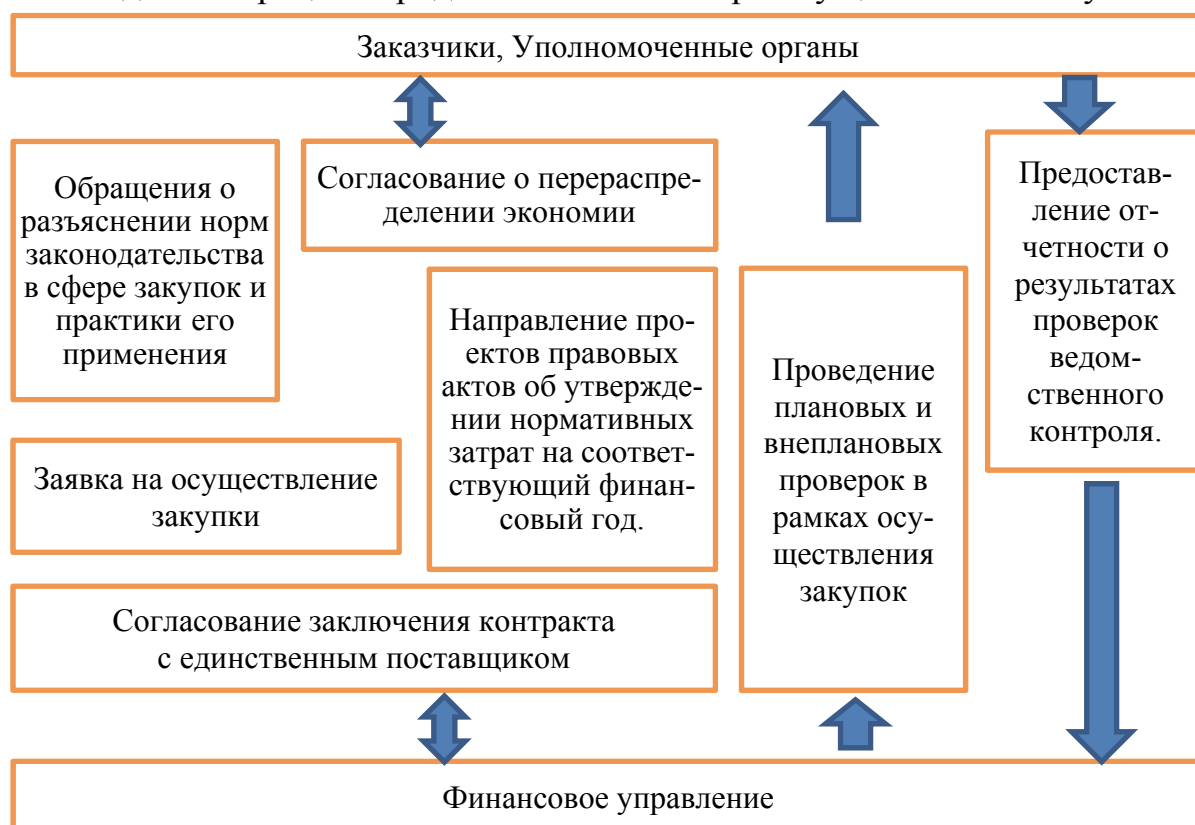 Заказчики, Уполномоченные органы
Обращения о
разъяснении норм
законодательства
в сфере закупок и
практики его
применения
Согласование о перераспре-
делении экономии
Предостав-
ление от-
четности о
результатах
проверок
ведом-
ственного
контроля.
Направление про-
ектов правовых
актов об утвержде-
нии нормативных
затрат на соответ-
ствующий финан-
совый год.
Проведение
плановых и
внеплановых
проверок в
рамках осу-
ществления
закупок
Заявка на осуществление
закупки
Согласование заключения контракта
с единственным поставщиком
Финансовое управление